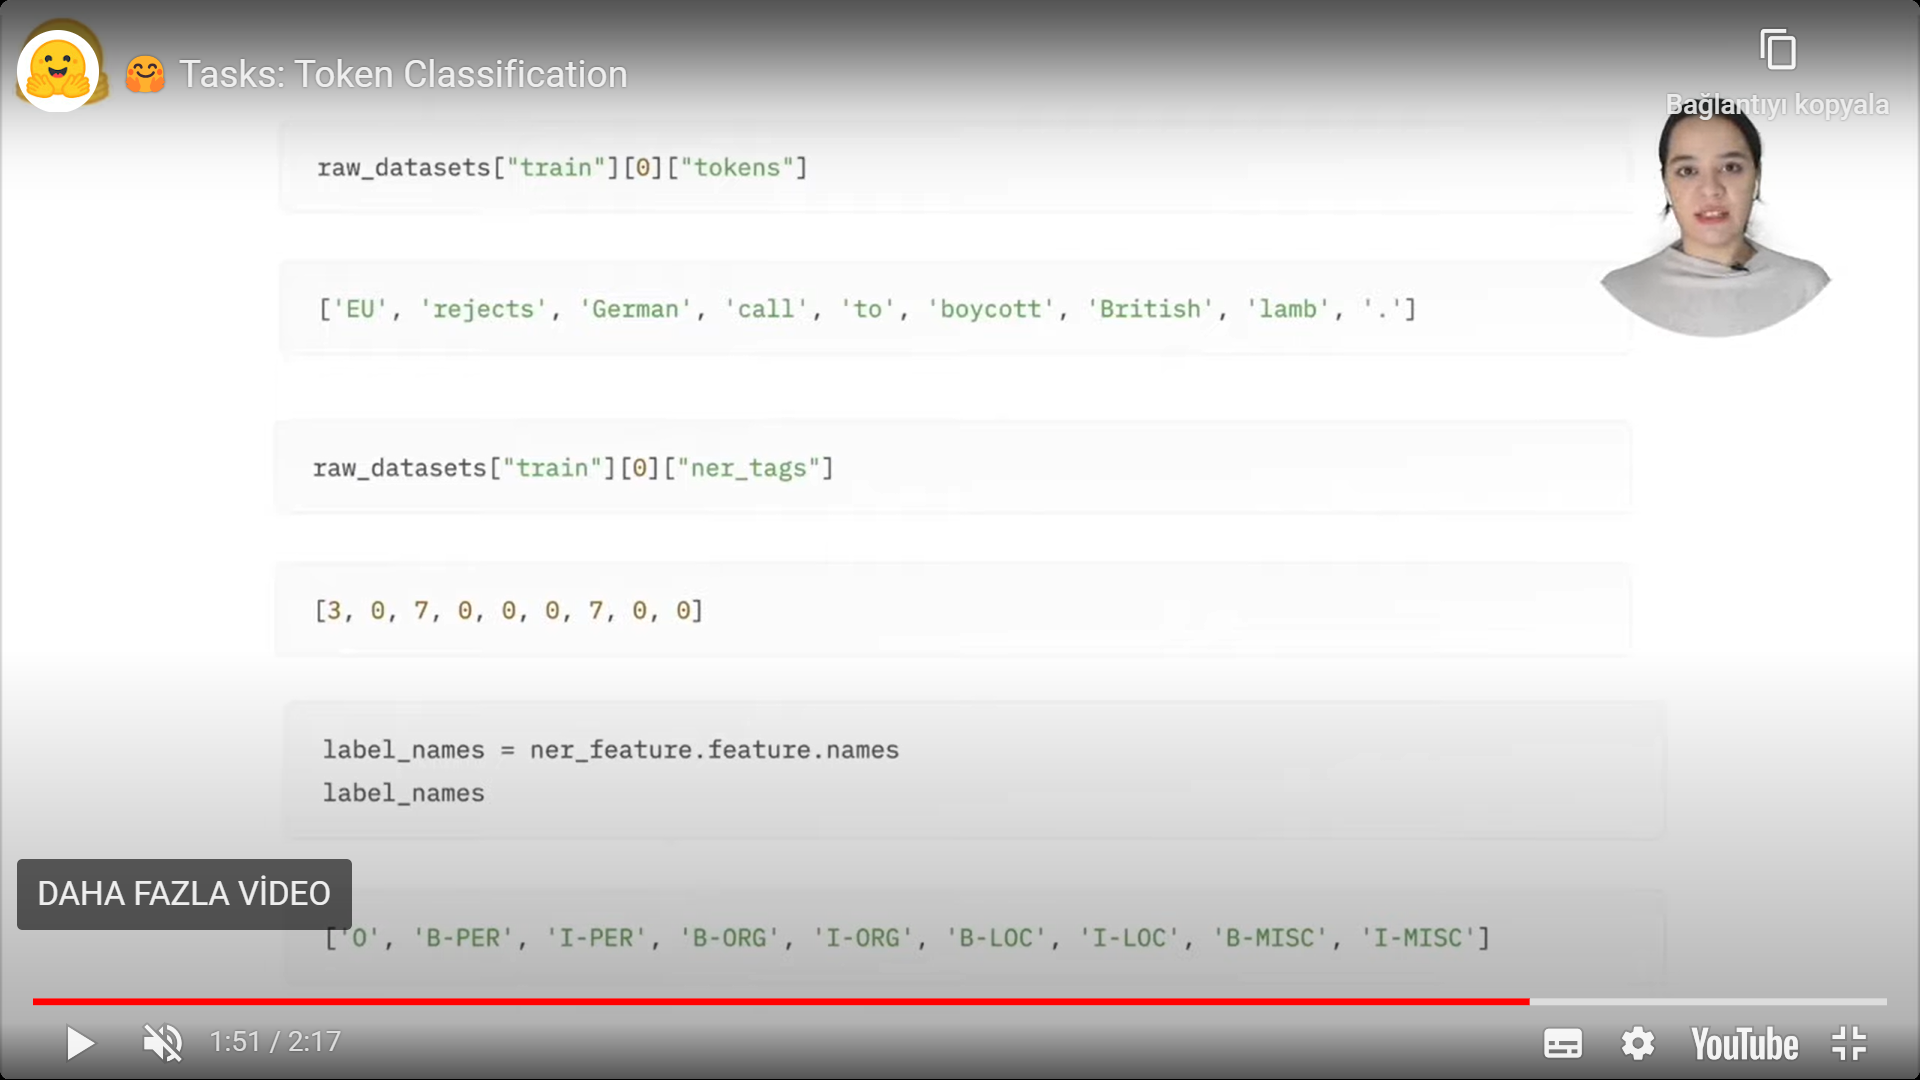 🤗 Tasks: Token Classification
Bağlantıyı kopyala
raw_datasets["train"][0]["tokens"]
['EU', 'rejects', 'German', 'call', 'to', 'boycott', 'British', 'lamb', '.']
raw_datasets["train"][0]["ner_tags"]
[3, 0, 7, 0, 0, 0, 7, 0, 0]
label_names = ner_feature.feature.names
label_names
DAHA FAZLA VİDEO
['O', 'B-PER', 'I-PER', 'B-ORG', 'I-ORG', 'B-LOC', 'I-LOC', 'B-MISC', 'I-MISC']
1:51 / 2:17
YouTube